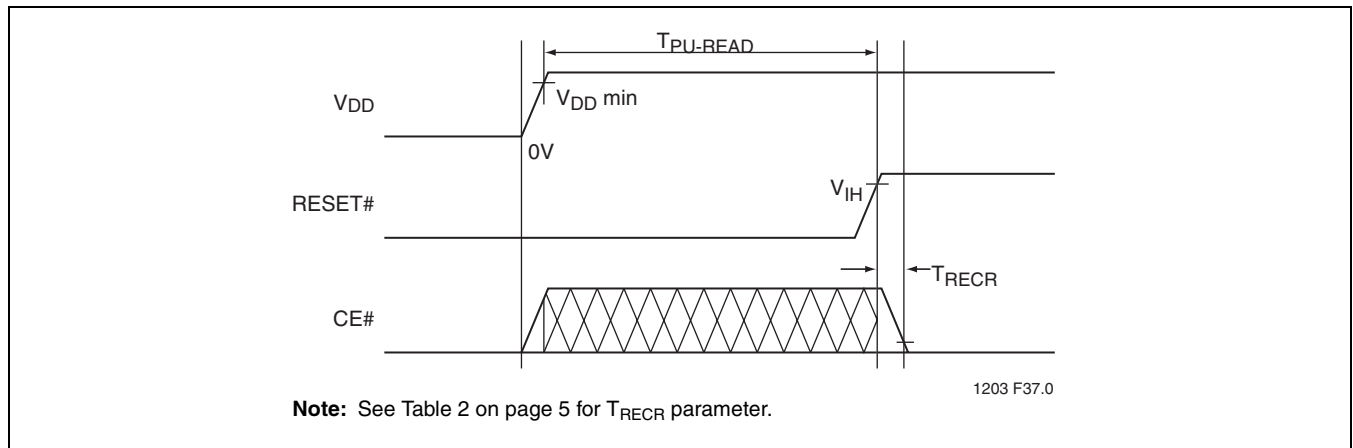 TPU-READ
VDD
VDD min
0V
RESET#
VIH
TRECR
CE#
1203 F37.0
Note: See Table 2 on page 5 for TRECR parameter.